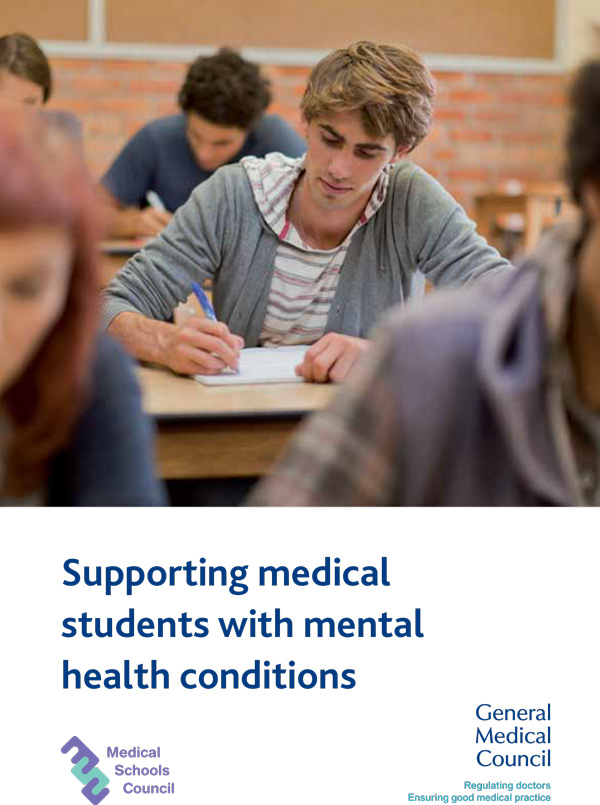 Supporting medical
students with mental
health conditions
General
Medical
Council
Regulating doctors
Ensuring good medical practice
Medical
Schools
Council